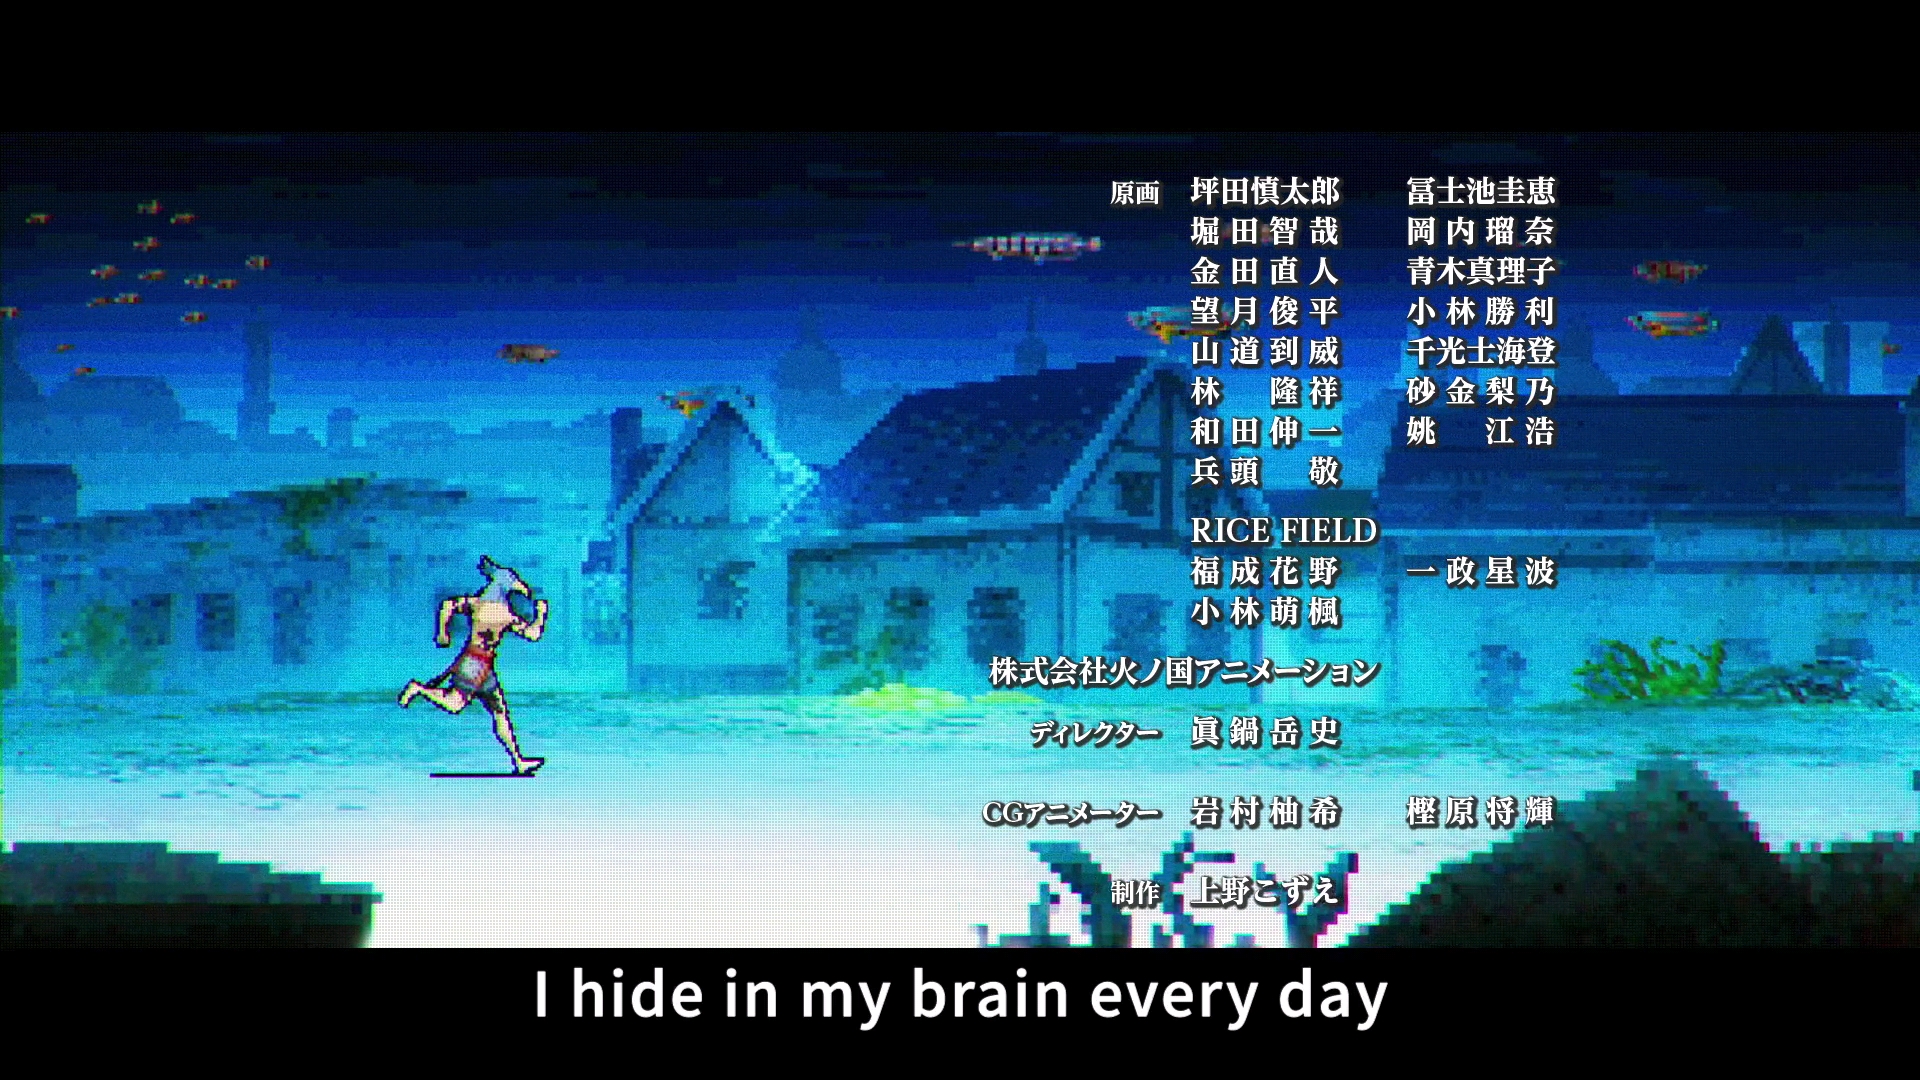 原画 坪田慎太郎 冨士池圭恵
堀田智哉 岡内瑠奈
金田直人 青木真理子
望月俊平 小林勝利
山道到威 千光士海登
林 隆祥 砂金梨乃
和田伸一 姚 江浩
兵頭 敬
RICE FIELD
福成花野 一政星波
小林萌楓
株式会社火ノ国アニメーション
ディレクター 眞鍋岳史
CGアニメーター 岩村柚希 樫原将輝
制作 上野こずえ
I hide in my brain every day